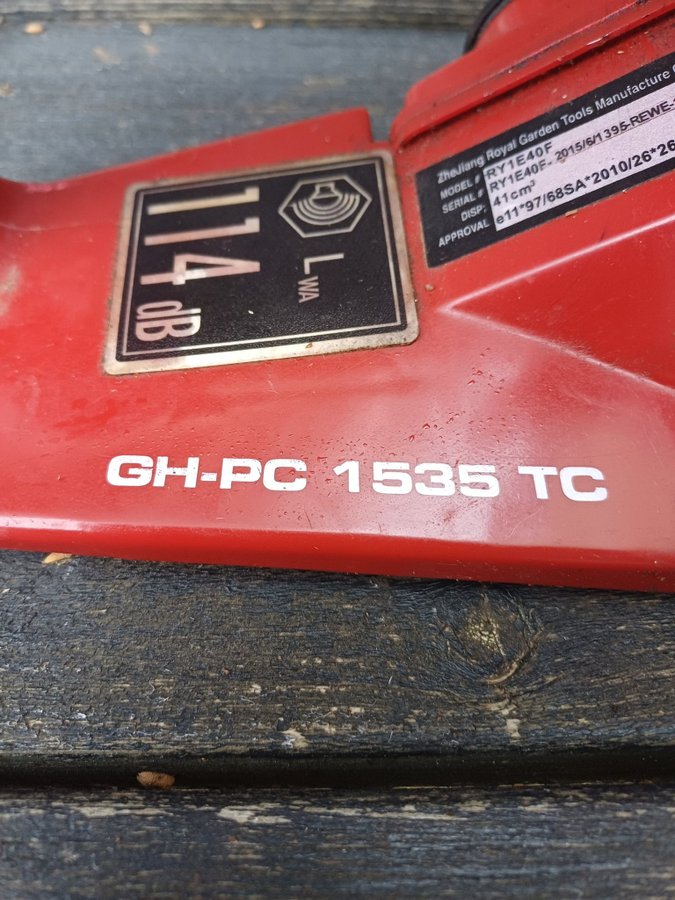 ZheJiang Royal Garden Tools Manufacture
MODEL # RY1E40F
SERIAL # RY1E40F- 2015/6/1395-REWE-
DISP: 41cm³
APPROVAL e11*97/68SA*2010/26*26
LWA
114 dB
GH-PC 1535 TC